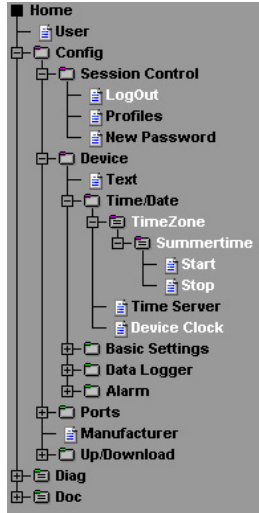 Home
User
Config
Session Control
LogOut
Profiles
New Password
Device
Text
Time/Date
TimeZone
Summertime
Start
Stop
Time Server
Device Clock
Basic Settings
Data Logger
Alarm
Ports
Manufacturer
Up/Download
Diag
Doc